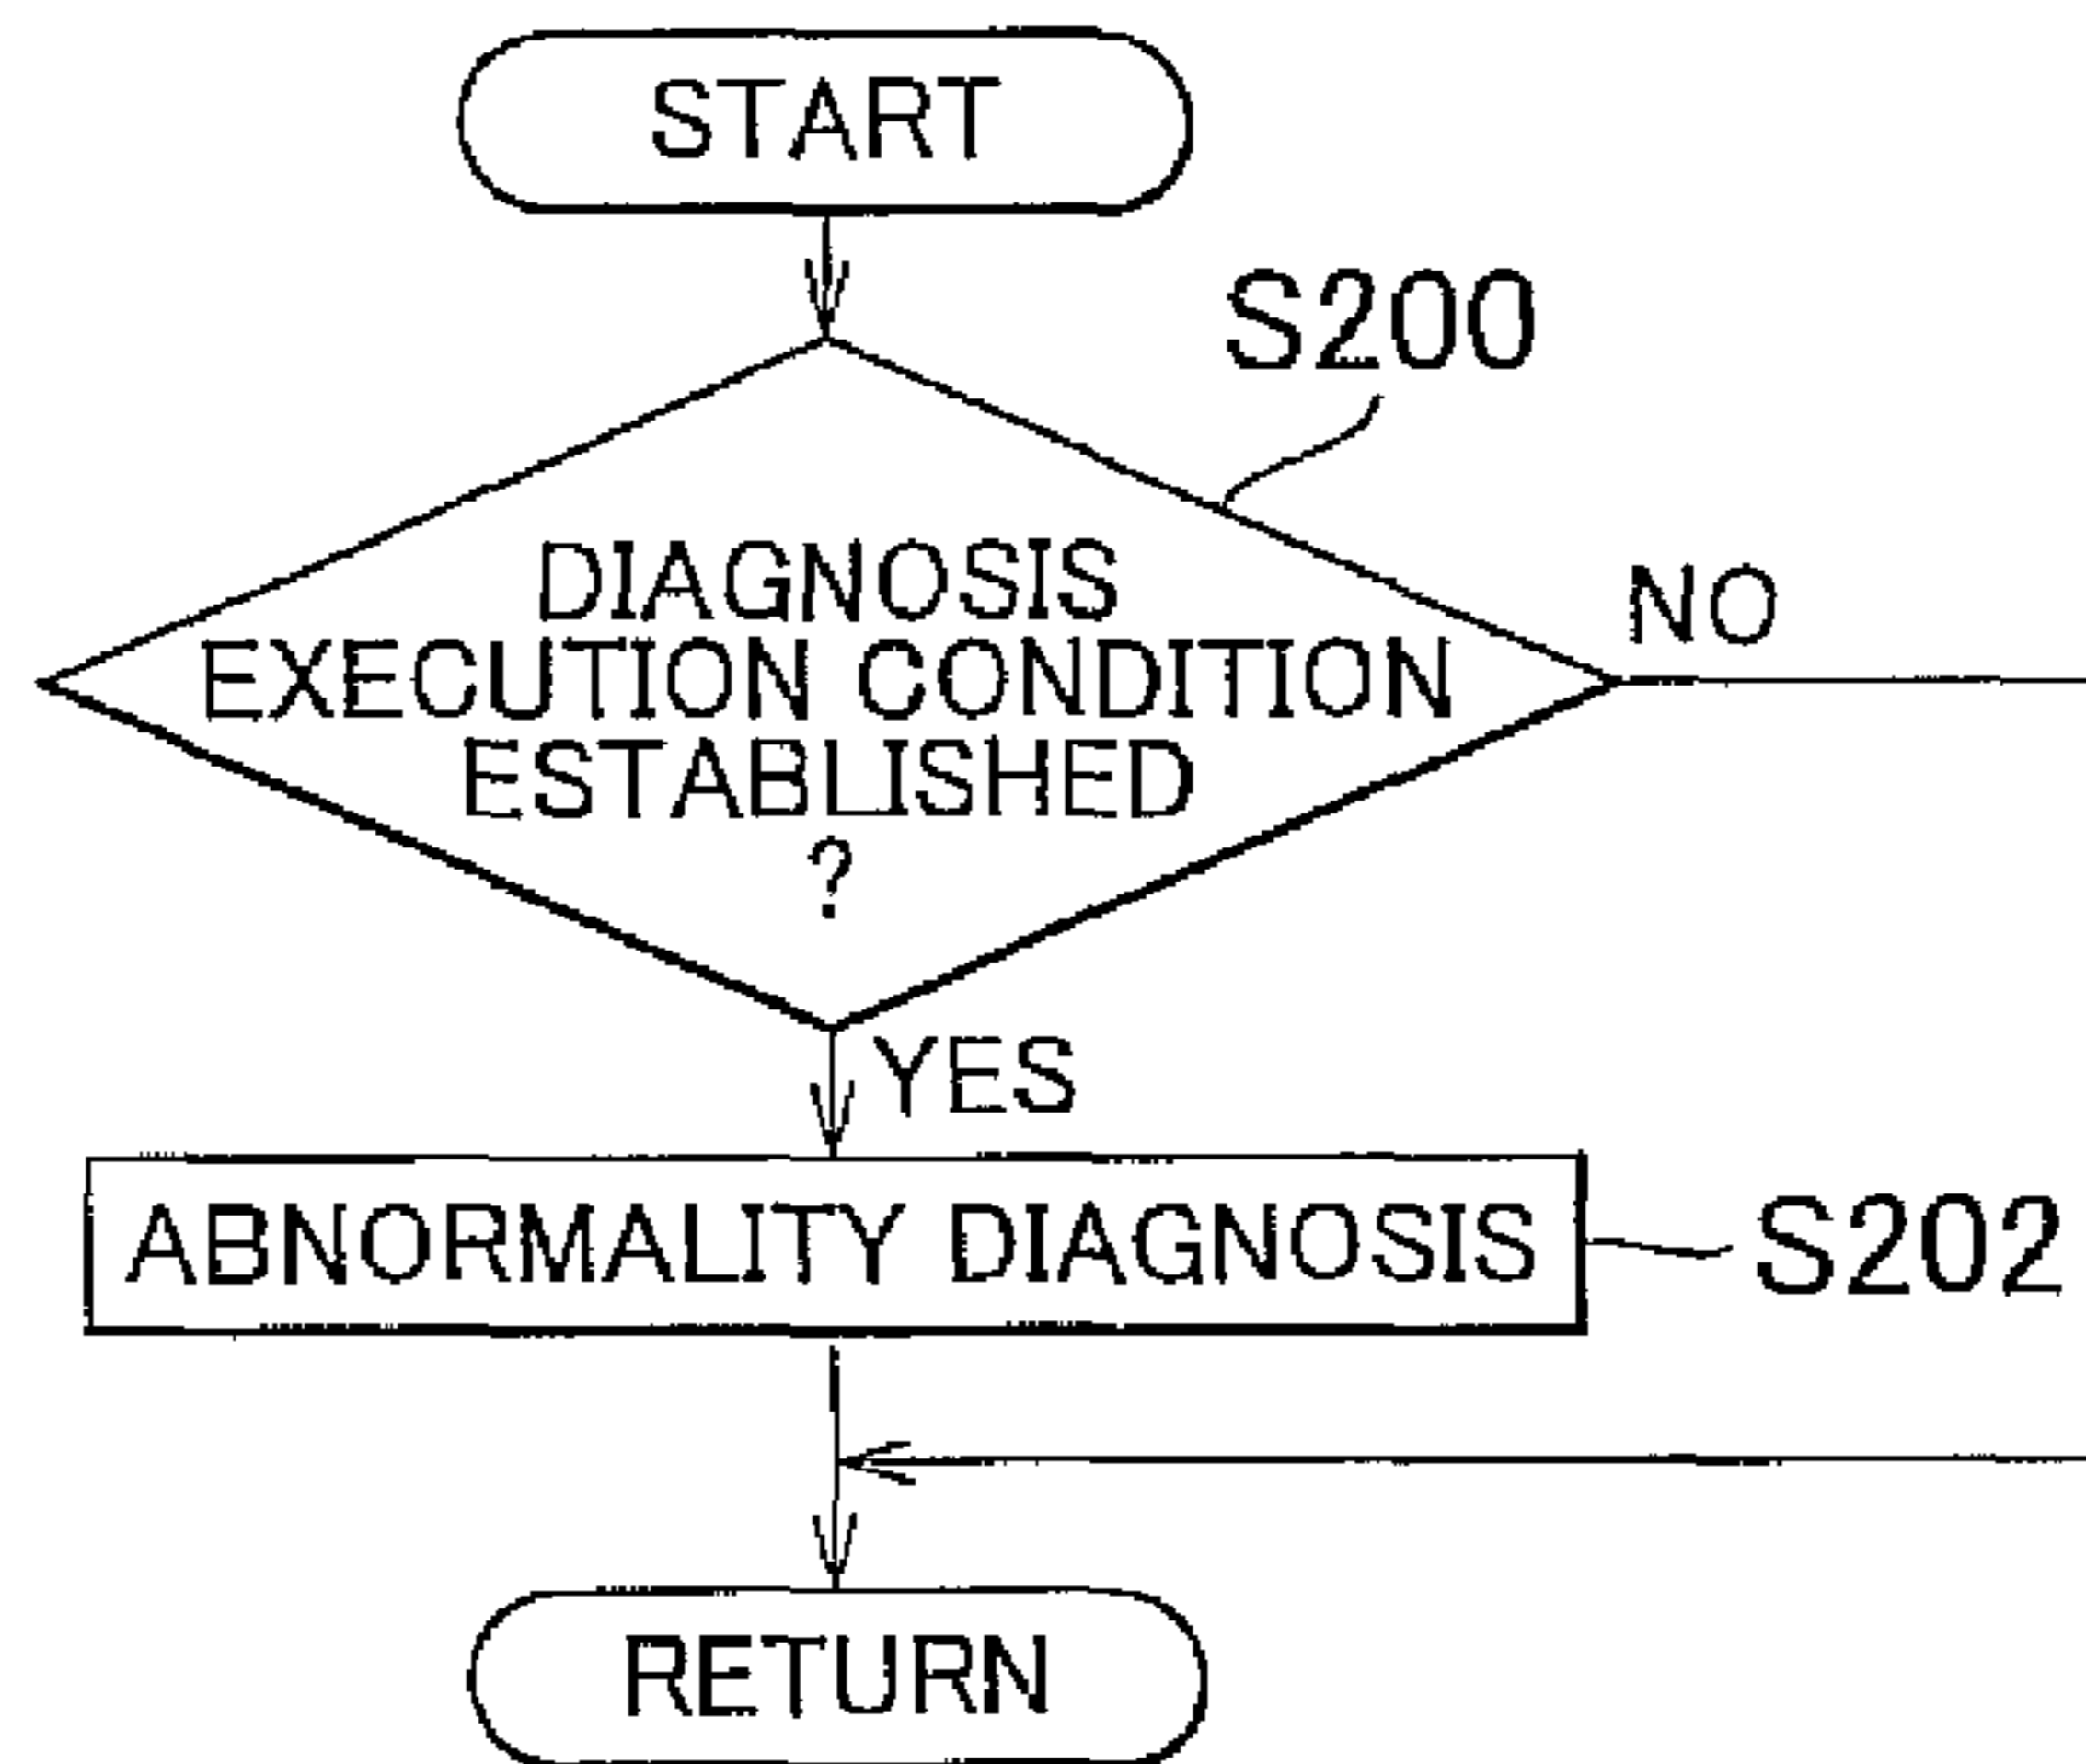 START
S200
DIAGNOSIS
EXECUTION CONDITION
ESTABLISHED
?
NO
YES
ABNORMALITY DIAGNOSIS
S202
RETURN